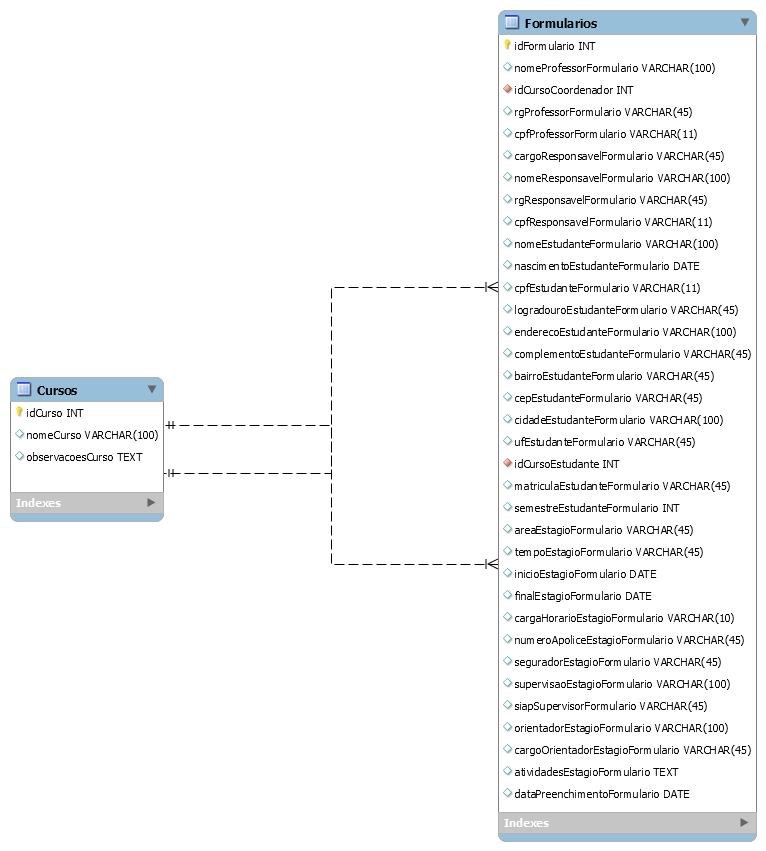 Formularios
idFormulario INT
nomeProfessorFormulario VARCHAR(100)
idCursoCoordenador INT
rgProfessorFormulario VARCHAR(45)
cpfProfessorFormulario VARCHAR(11)
cargoResponsavelFormulario VARCHAR(45)
nomeResponsavelFormulario VARCHAR(100)
rgResponsavelFormulario VARCHAR(45)
cpfResponsavelFormulario VARCHAR(11)
nomeEstudanteFormulario VARCHAR(100)
nascimentoEstudanteFormulario DATE
cpfEstudanteFormulario VARCHAR(11)
logradouroEstudanteFormulario VARCHAR(45)
enderecoEstudanteFormulario VARCHAR(100)
complementoEstudanteFormulario VARCHAR(45)
bairroEstudanteFormulario VARCHAR(45)
cepEstudanteFormulario VARCHAR(45)
cidadeEstudanteFormulario VARCHAR(100)
ufEstudanteFormulario VARCHAR(45)
idCursoEstudante INT
matriculaEstudanteFormulario VARCHAR(45)
semestreEstudanteFormulario INT
areaEstagioFormulario VARCHAR(45)
tempoEstagioFormulario VARCHAR(45)
inicioEstagioFormulario DATE
finalEstagioFormulario DATE
cargaHorarioEstagioFormulario VARCHAR(10)
numeroApoliceEstagioFormulario VARCHAR(45)
seguradorEstagioFormulario VARCHAR(45)
supervisaoEstagioFormulario VARCHAR(100)
siapSupervisorFormulario VARCHAR(45)
orientadorEstagioFormulario VARCHAR(100)
cargoOrientadorEstagioFormulario VARCHAR(45)
atividadesEstagioFormulario TEXT
dataPreenchimentoFormulario DATE
Indexes
Cursos
idCurso INT
nomeCurso VARCHAR(100)
observacoesCurso TEXT
Indexes